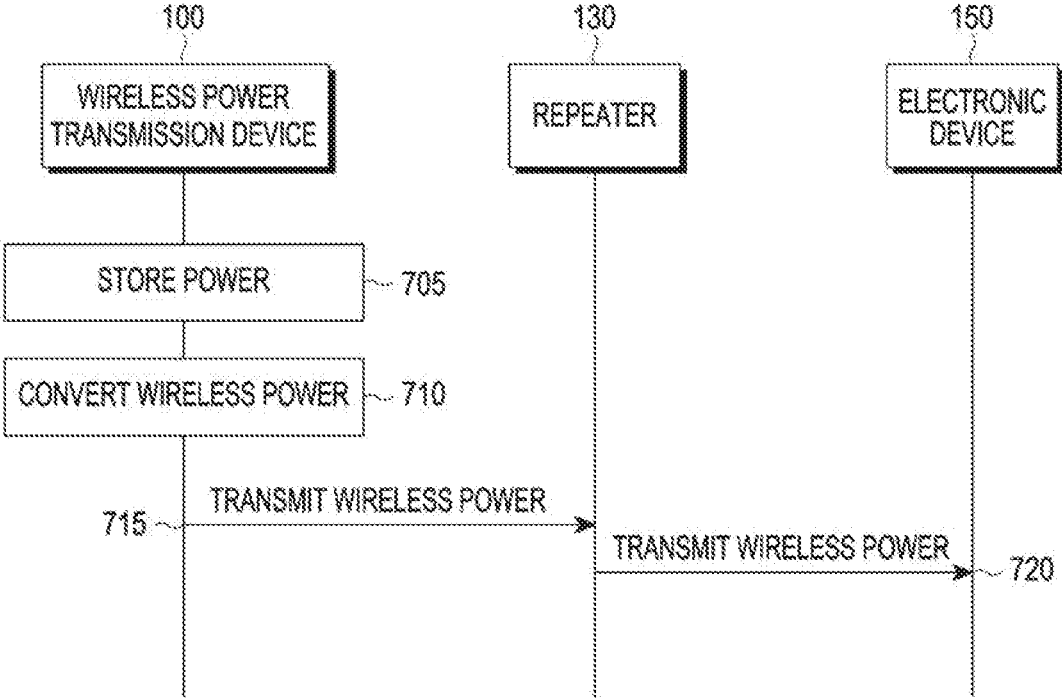 100
130
150
WIRELESS POWER
TRANSMISSION DEVICE
REPEATER
ELECTRONIC
DEVICE
STORE POWER
705
CONVERT WIRELESS POWER
710
TRANSMIT WIRELESS POWER
715
TRANSMIT WIRELESS POWER
720